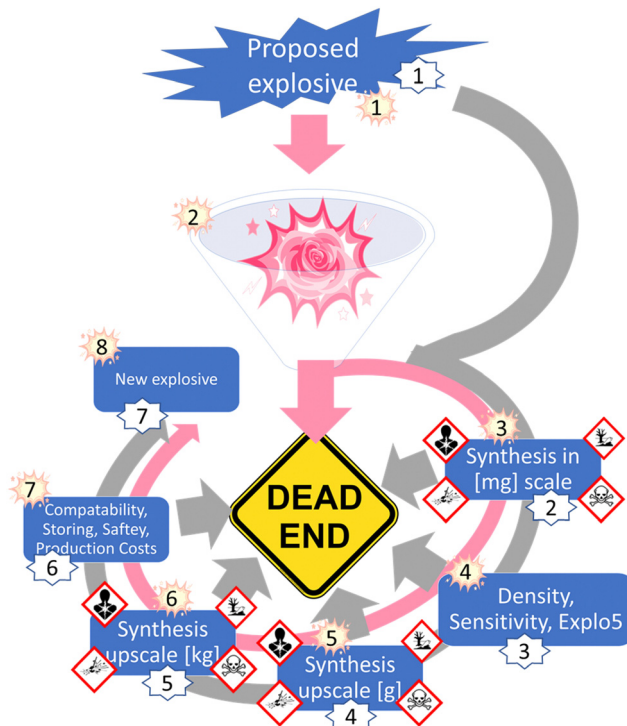 Proposed
explosive
1
1
2
8
New explosive
7
3
Synthesis in
[mg] scale
2
DEAD
END
7
Compatability,
Storing, Saftey,
Production Costs
6
4
Density,
Sensitivity, Explo5
3
6
Synthesis
upscale [kg]
5
5
Synthesis
upscale [g]
4